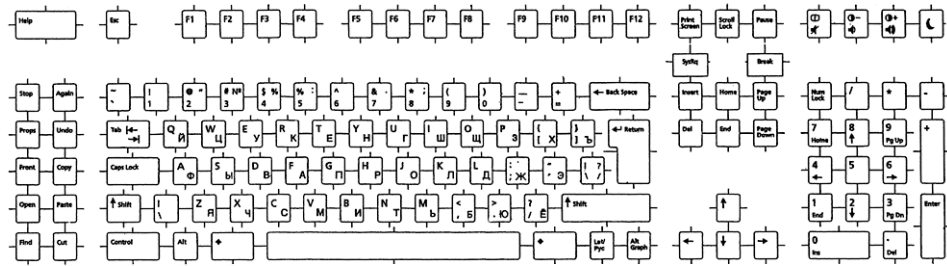 Help Esc F1 F2 F3 F4 F5 F6 F7 F8 F9 F10 F11 F12 Print Screen Scroll Lock Pause
SysRq Break
Stop Again ~ ` ! 1 @ " 2 # № 3 $ % 4 % : 5 ^ 6 & . 7 * ; 8 ( 9 ) 0 — - + = ← Back Space Insert Home Page Up Num Lock / * -
Props Undo Tab Q Й W Ц E У R К T Е Y Н U Г I Ш O Щ P З { [ Х } ] Ъ ↵ Return Del End Page Down 7 Home 8 ↑ 9 Pg Up +
Front Copy Caps Lock A Ф S Ы D В F А G П H Р J О K Л L Д : ; Ж " ' Э \ ? / 4 ← 5 6 →
Open Paste ↑ Shift | \ Z Я X Ч C С V М B И N Т M Ь < , Б > . Ю ? / Ё ↑ Shift ↑ 1 End 2 ↓ 3 Pg Dn Enter
Find Cut Control Alt ◆ ◆ Lat/ Рус Alt Graph ← ↓ → 0 Ins . Del